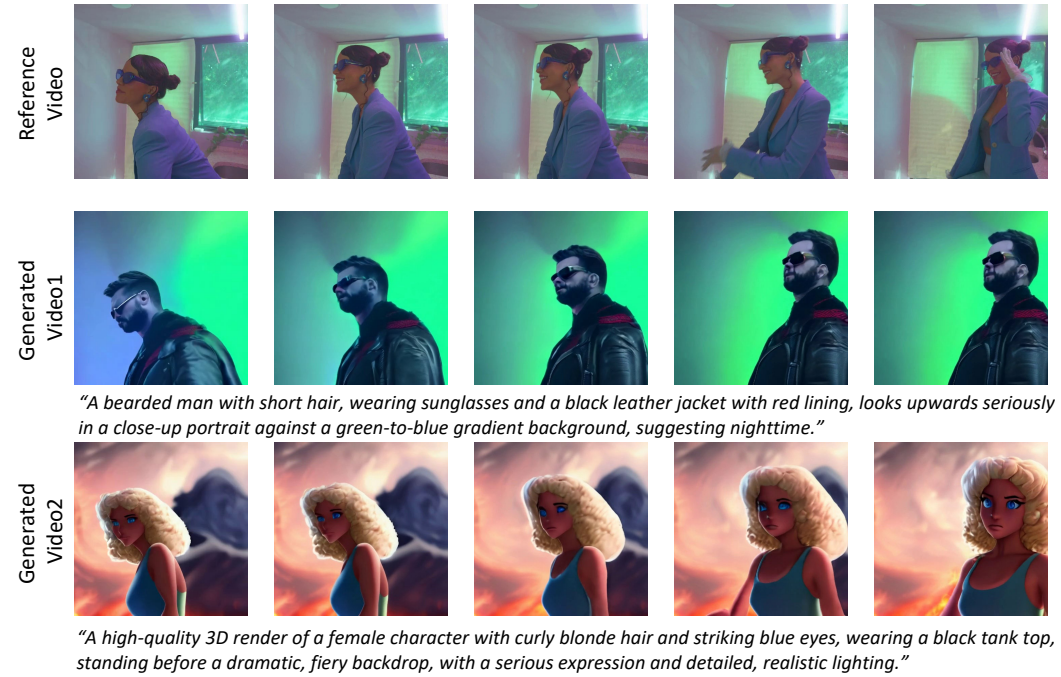 Reference
Video
Generated
Video1
“A bearded man with short hair, wearing sunglasses and a black leather jacket with red lining, looks upwards seriously
in a close-up portrait against a green-to-blue gradient background, suggesting nighttime.”
Generated
Video2
“A high-quality 3D render of a female character with curly blonde hair and striking blue eyes, wearing a black tank top,
standing before a dramatic, fiery backdrop, with a serious expression and detailed, realistic lighting.”